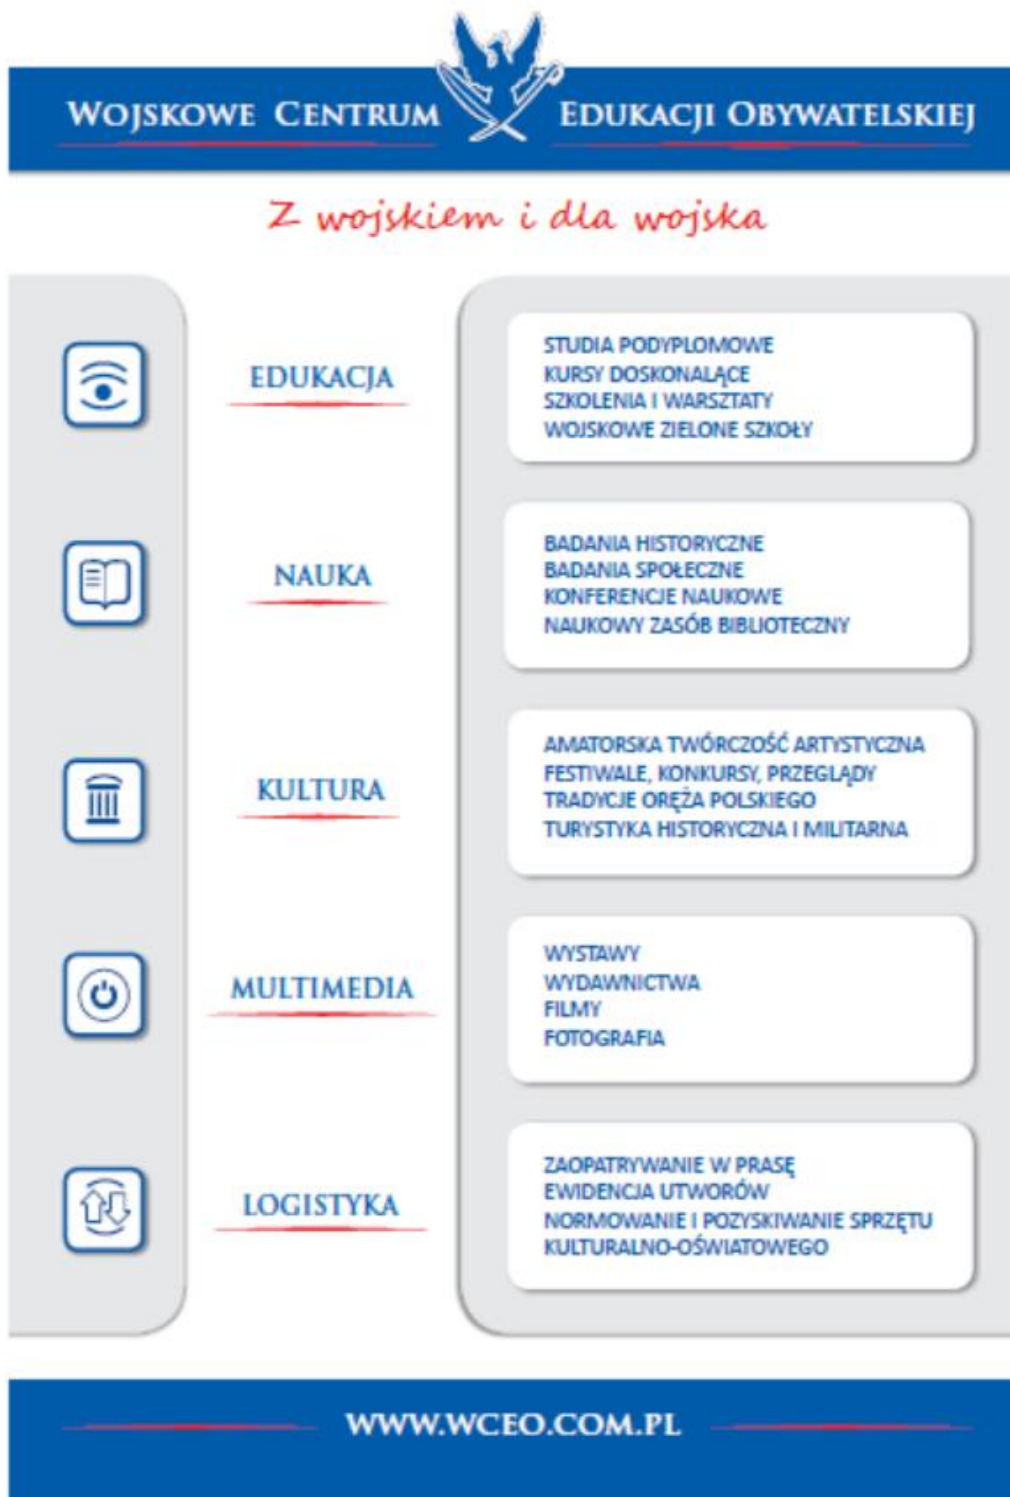 WOJSKOWE CENTRUM EDUKACJI OBYWATELSKIEJ
Z wojskiem i dla wojska
EDUKACJA
STUDIA PODYPLOMOWE
KURSY DOSKONALĄCE
SZKOLENIA I WARSZTATY
WOJSKOWE ZIELONE SZKOŁY
NAUKA
BADANIA HISTORYCZNE
BADANIA SPOŁECZNE
KONFERENCJE NAUKOWE
NAUKOWY ZASÓB BIBLIOTECZNY
KULTURA
AMATORSKA TWÓRCZOŚĆ ARTYSTYCZNA
FESTIWALE, KONKURSY, PRZEGLĄDY
TRADYCJE ORĘŻA POLSKIEGO
TURYSTYKA HISTORYCZNA I MILITARNA
MULTIMEDIA
WYSTAWY
WYDAWNICTWA
FILMY
FOTOGRAFIA
LOGISTYKA
ZAOPATRYWANIE W PRASĘ
EWIDENCJA UTWORÓW
NORMOWANIE I POZYSKIWANIE SPRZĘTU
KULTURALNO-OŚWIATOWEGO
WWW.WCEO.COM.PL